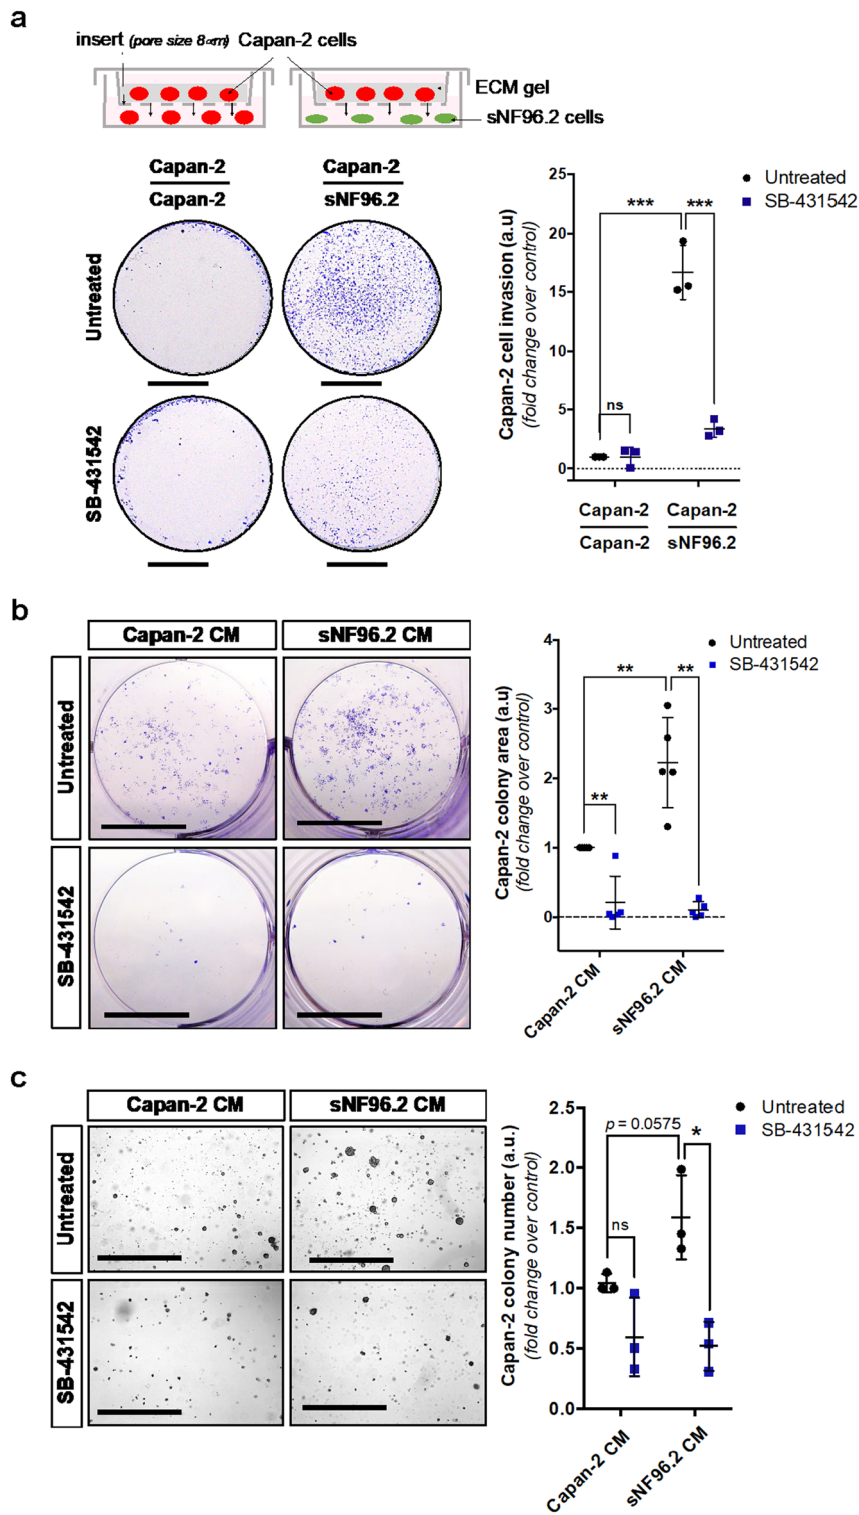 a
insert (pore size 8∝m) Capan-2 cells
ECM gel
sNF96.2 cells
Capan-2 Capan-2
Capan-2 sNF96.2
Untreated
SB-431542
Untreated
SB-431542
Capan-2 cell invasion (a.u)
(fold change over control)
25
20
15
10
5
0
*** ***
ns
Capan-2 Capan-2
Capan-2 sNF96.2
b
Capan-2 CM sNF96.2 CM
Untreated
SB-431542
Untreated
SB-431542
Capan-2 colony area (a.u)
(fold change over control)
4
3
2
1
0
** **
**
Capan-2 CM sNF96.2 CM
c
Capan-2 CM sNF96.2 CM
Untreated
SB-431542
Untreated
SB-431542
Capan-2 colony number (a.u.)
(fold change over control)
2.5
2.0
1.5
1.0
0.5
0.0
p = 0.0575 *
ns
Capan-2 CM sNF96.2 CM